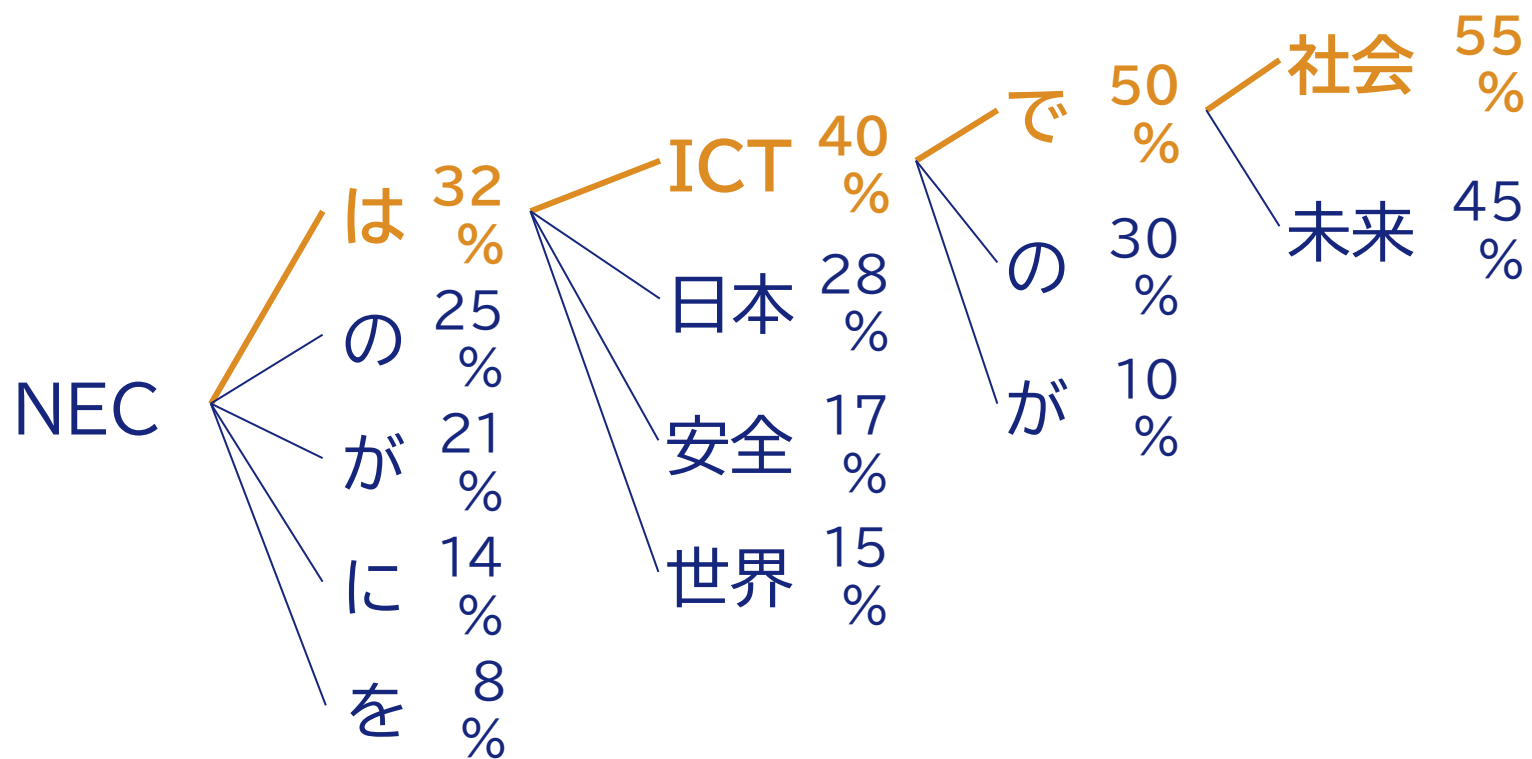 NEC
は 32%
の 25%
が 21%
に 14%
を 8%
ICT 40%
日本 28%
安全 17%
世界 15%
で 50%
の 30%
が 10%
社会 55%
未来 45%